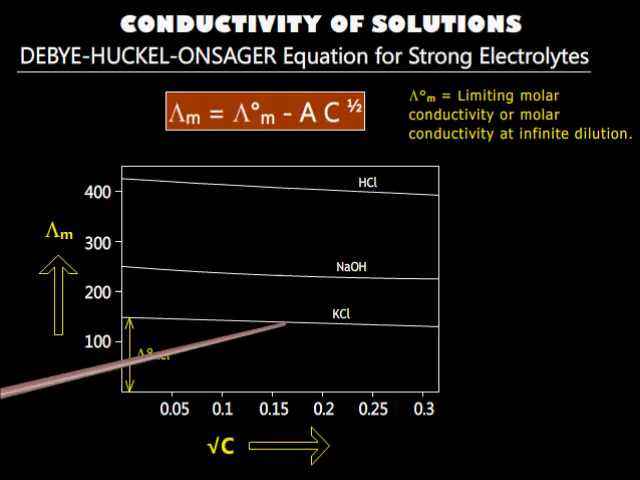 CONDUCTIVITY OF SOLUTIONS
DEBYE-HUCKEL-ONSAGER Equation for Strong Electrolytes
Λm = Λ°m - A C ½
Λ°m = Limiting molar
conductivity or molar
conductivity at infinite dilution.
HCl
400
Λm
300
NaOH
200
KCl
100
0.05 0.1 0.15 0.2 0.25 0.3
√C